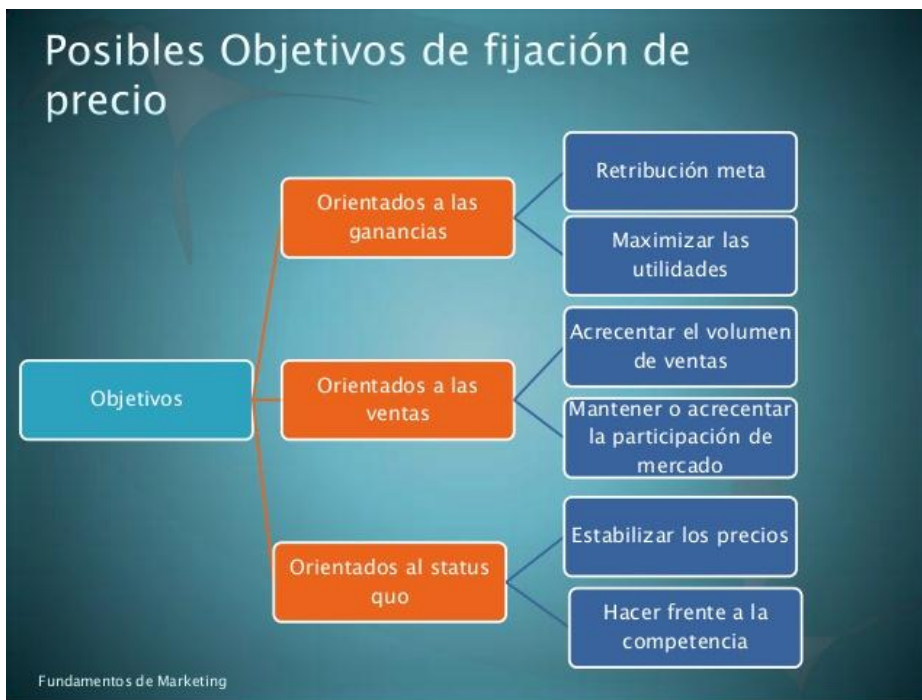 Posibles Objetivos de fijación de
precio
Objetivos
Orientados a las
ganancias
Retribución meta
Maximizar las
utilidades
Orientados a las
ventas
Acrecentar el volumen
de ventas
Mantener o acrecentar
la participación de
mercado
Orientados al status
quo
Estabilizar los precios
Hacer frente a la
competencia
Fundamentos de Marketing